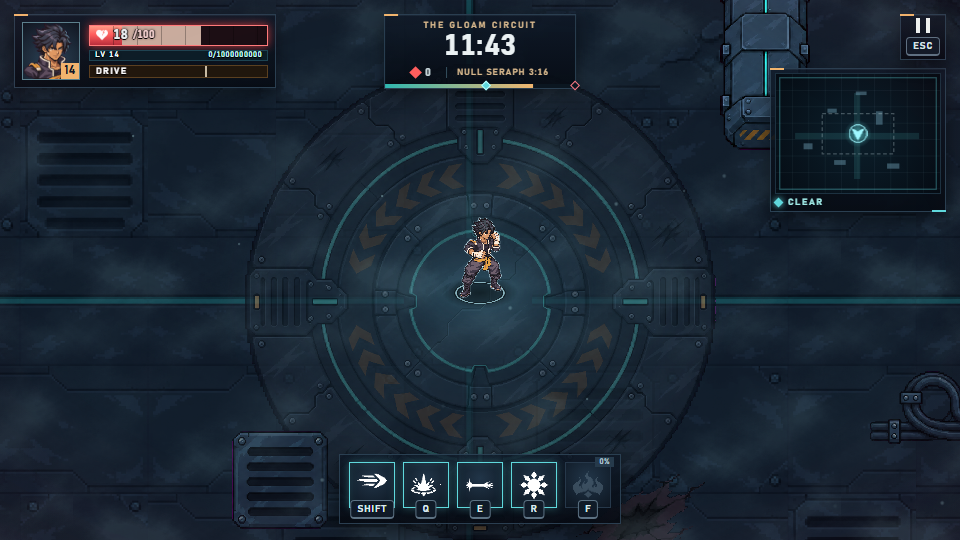 18 /100
LV 14 0/1000000000
14
DRIVE
THE GLOAM CIRCUIT
11:43
0 NULL SERAPH 3:16
ESC
CLEAR
0%
SHIFT Q E R F